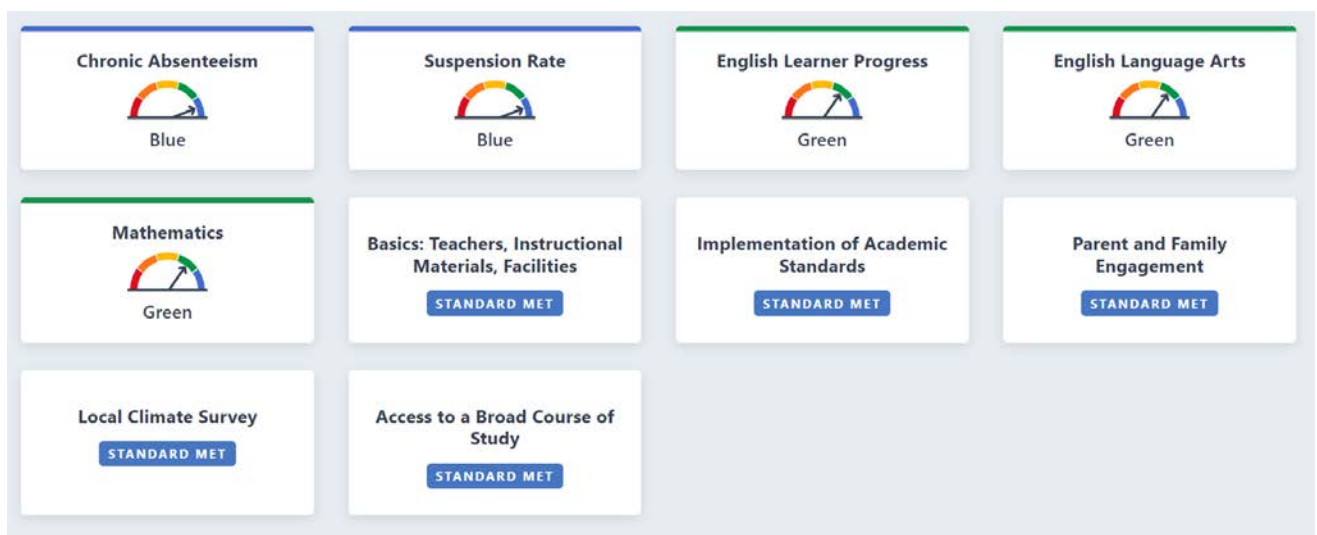 Chronic Absenteeism
Blue
Suspension Rate
Blue
English Learner Progress
Green
English Language Arts
Green
Mathematics
Green
Basics: Teachers, Instructional
Materials, Facilities
STANDARD MET
Implementation of Academic
Standards
STANDARD MET
Parent and Family
Engagement
STANDARD MET
Local Climate Survey
STANDARD MET
Access to a Broad Course of
Study
STANDARD MET